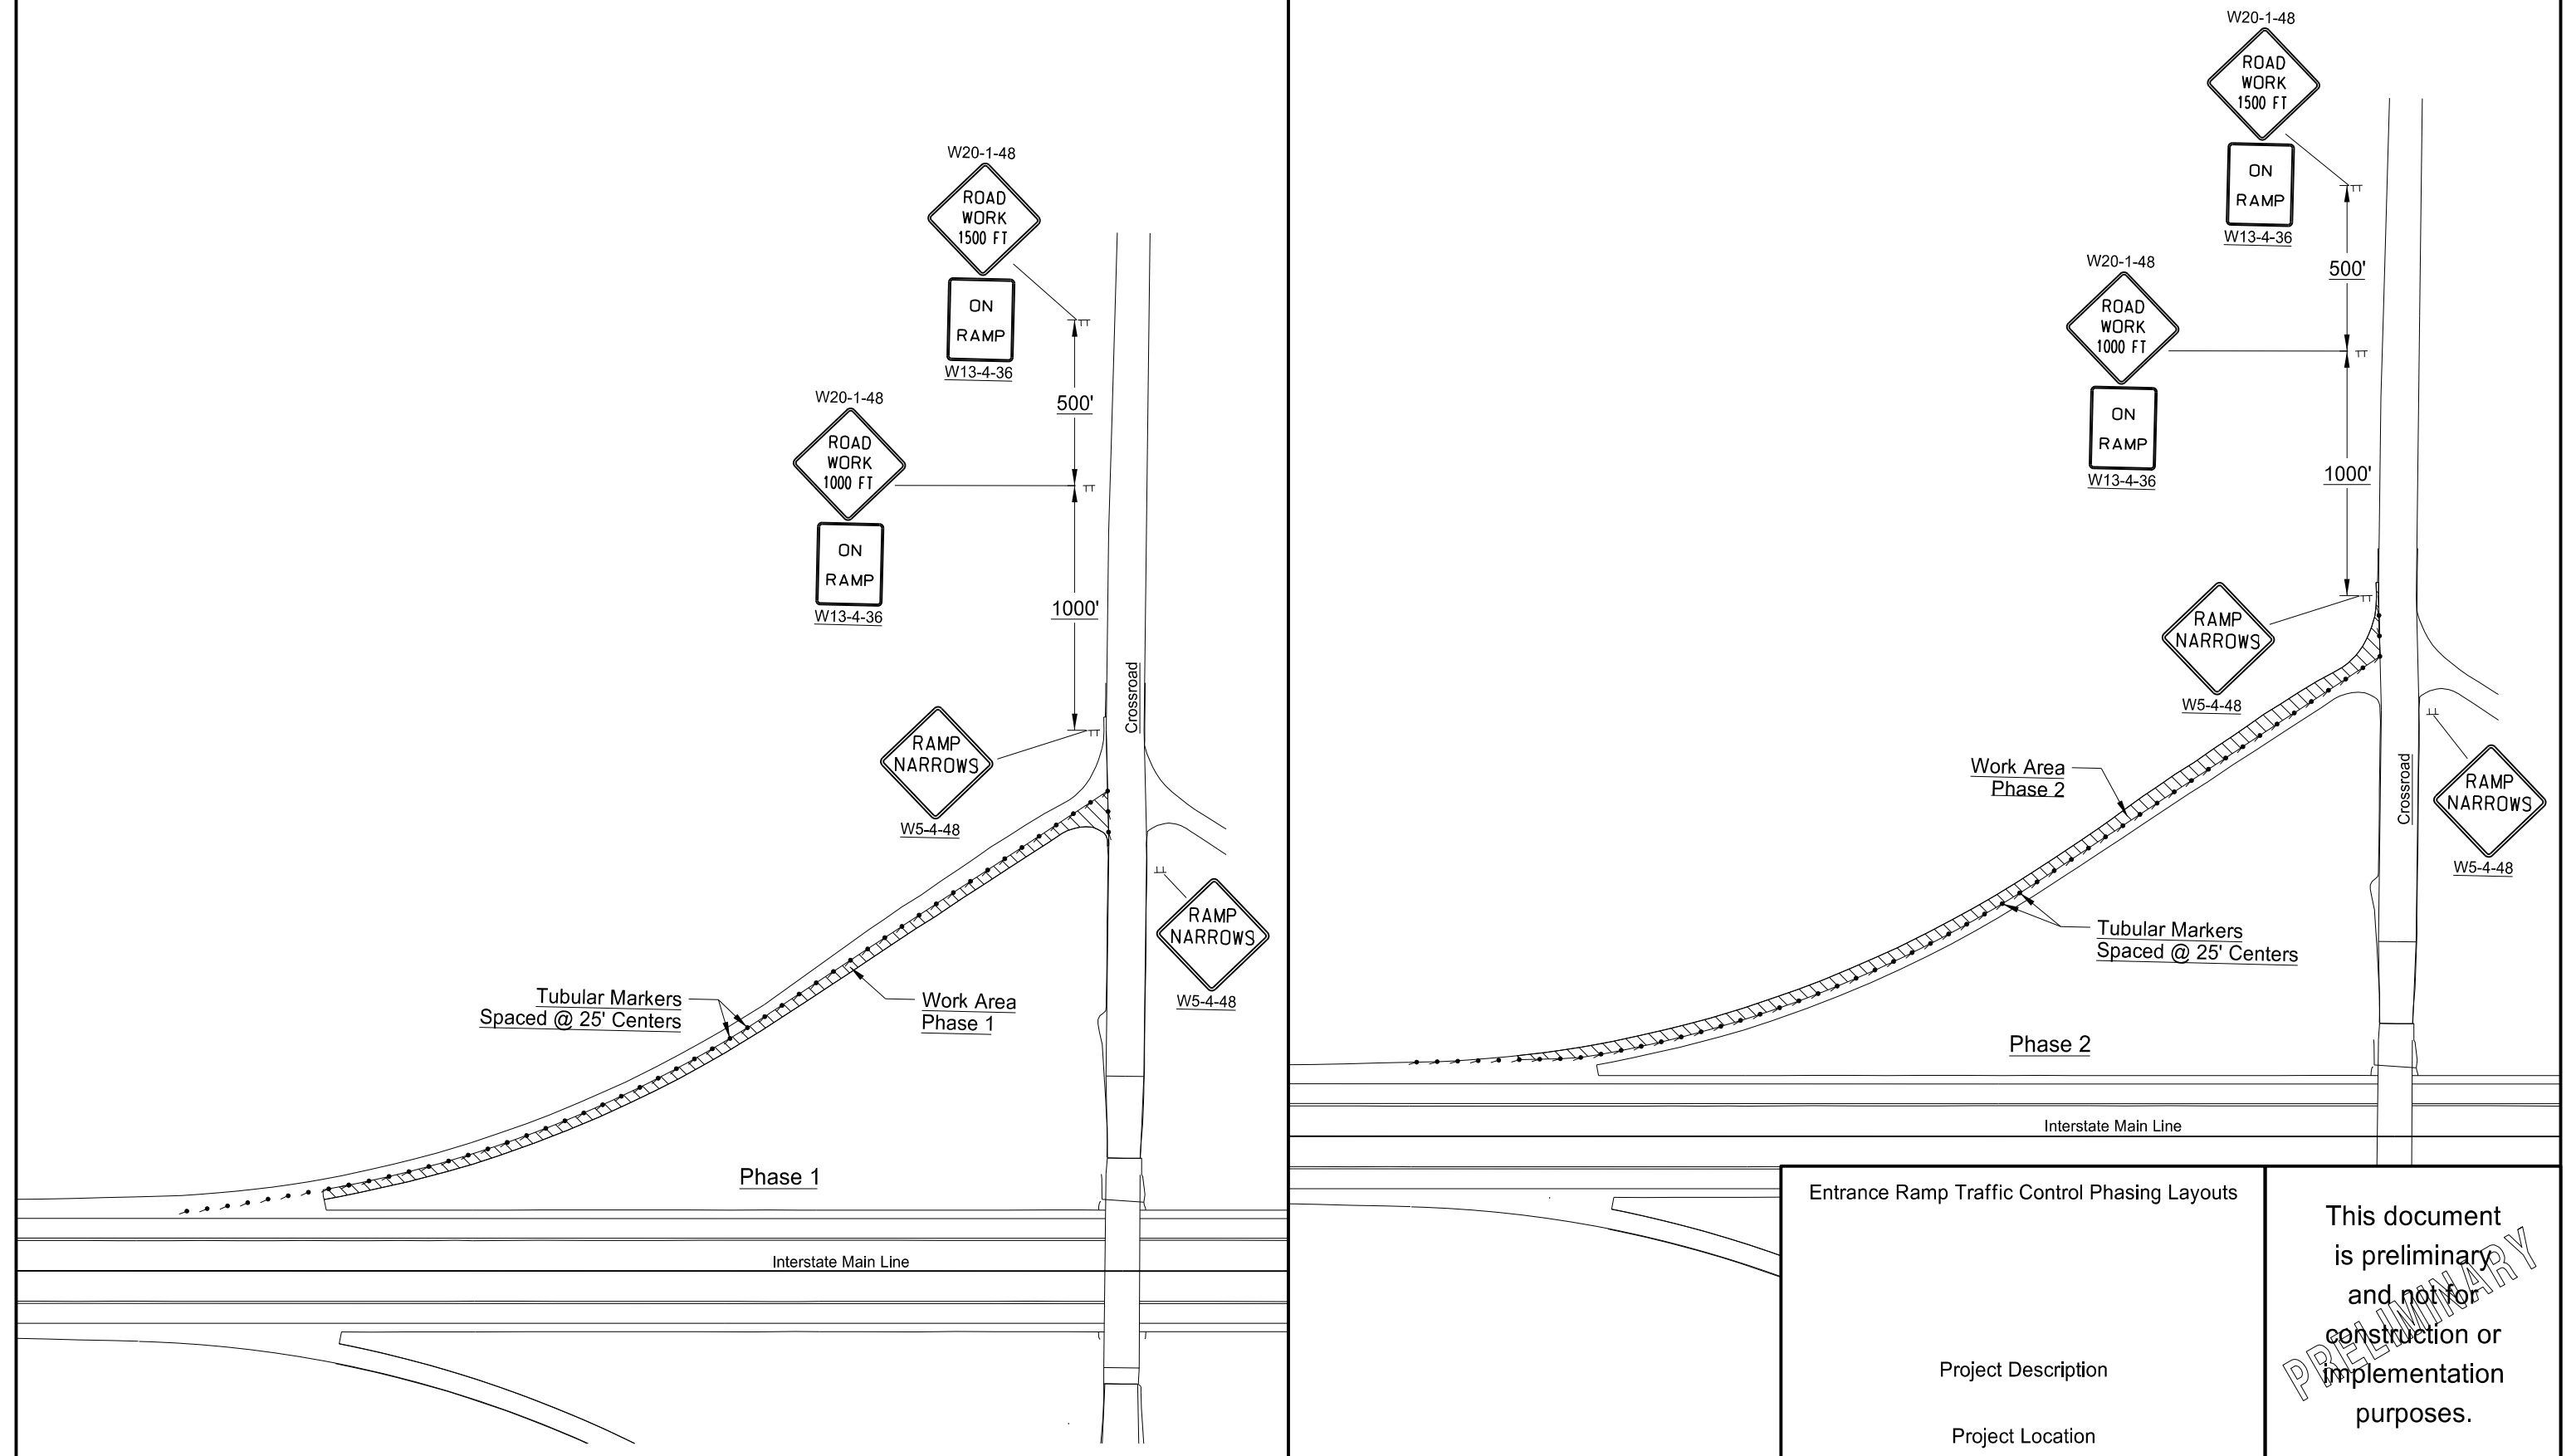 W20-1-48
ROAD
WORK
1500 FT
ON
RAMP
W13-4-36
500'
W20-1-48
ROAD
WORK
1000 FT
ON
RAMP
W13-4-36
1000'
Crossroad
RAMP
NARROWS
W5-4-48
RAMP
NARROWS
W5-4-48
Tubular Markers
Spaced @ 25' Centers
Work Area
Phase 1
Phase 1
Interstate Main Line
W20-1-48
ROAD
WORK
1500 FT
ON
RAMP
W13-4-36
500'
W20-1-48
ROAD
WORK
1000 FT
ON
RAMP
W13-4-36
1000'
RAMP
NARROWS
W5-4-48
Work Area
Phase 2
Crossroad
RAMP
NARROWS
W5-4-48
Tubular Markers
Spaced @ 25' Centers
Phase 2
Interstate Main Line
Entrance Ramp Traffic Control Phasing Layouts
Project Description
Project Location
This document
is preliminary
and not for
construction or
implementation
purposes.
PRELIMINARY